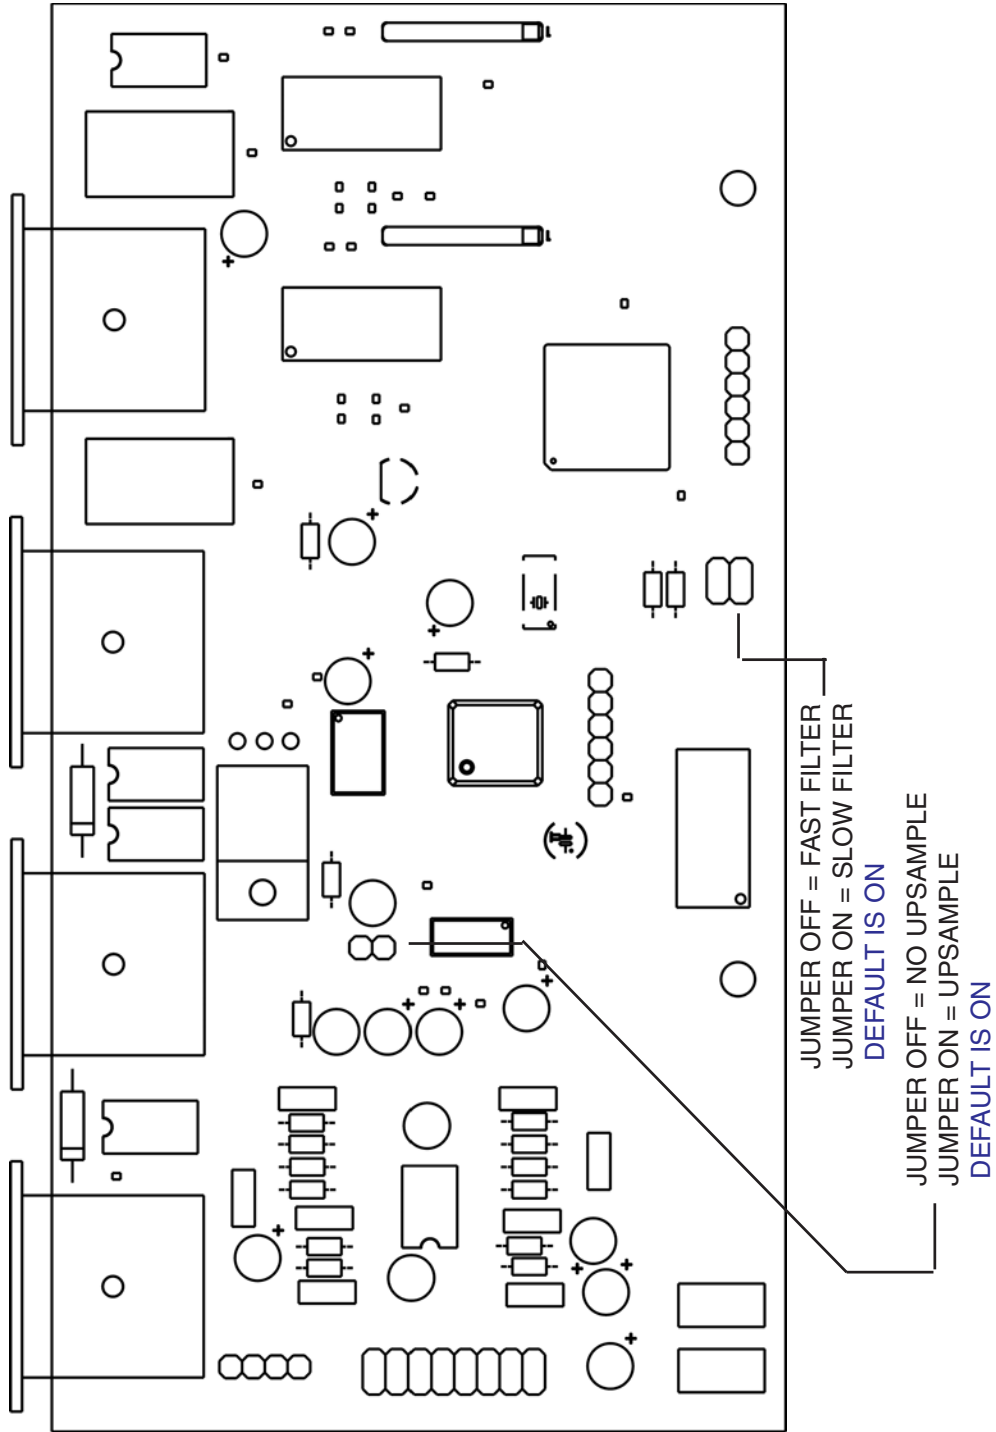 JUMPER OFF = FAST FILTER
JUMPER ON = SLOW FILTER
DEFAULT IS ON
JUMPER OFF = NO UPSAMPLE
JUMPER ON = UPSAMPLE
DEFAULT IS ON